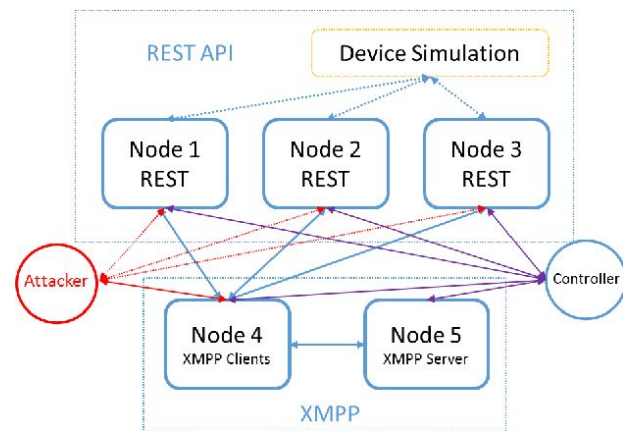 REST API
Device Simulation
Node 1
REST
Node 2
REST
Node 3
REST
Attacker
Controller
Node 4
XMPP Clients
Node 5
XMPP Server
XMPP